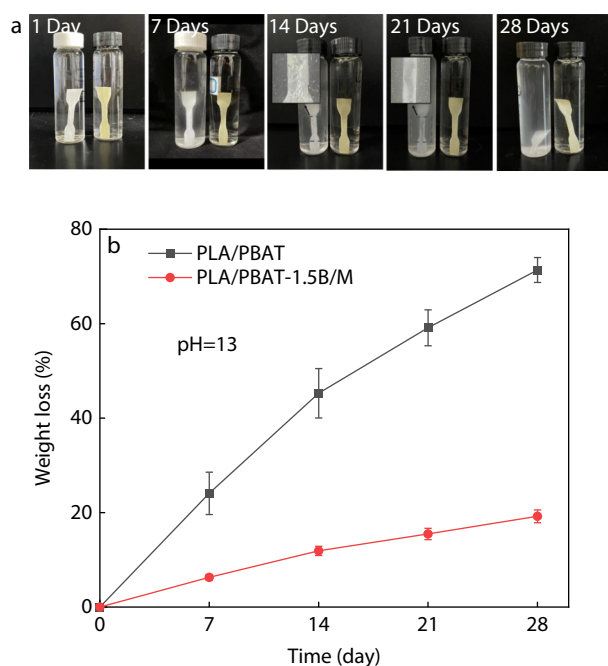 a
1 Day
7 Days
14 Days
21 Days
28 Days
b
PLA/PBAT
PLA/PBAT-1.5B/M
pH=13
80
60
40
20
0
Weight loss (%)
0 7 14 21 28
Time (day)